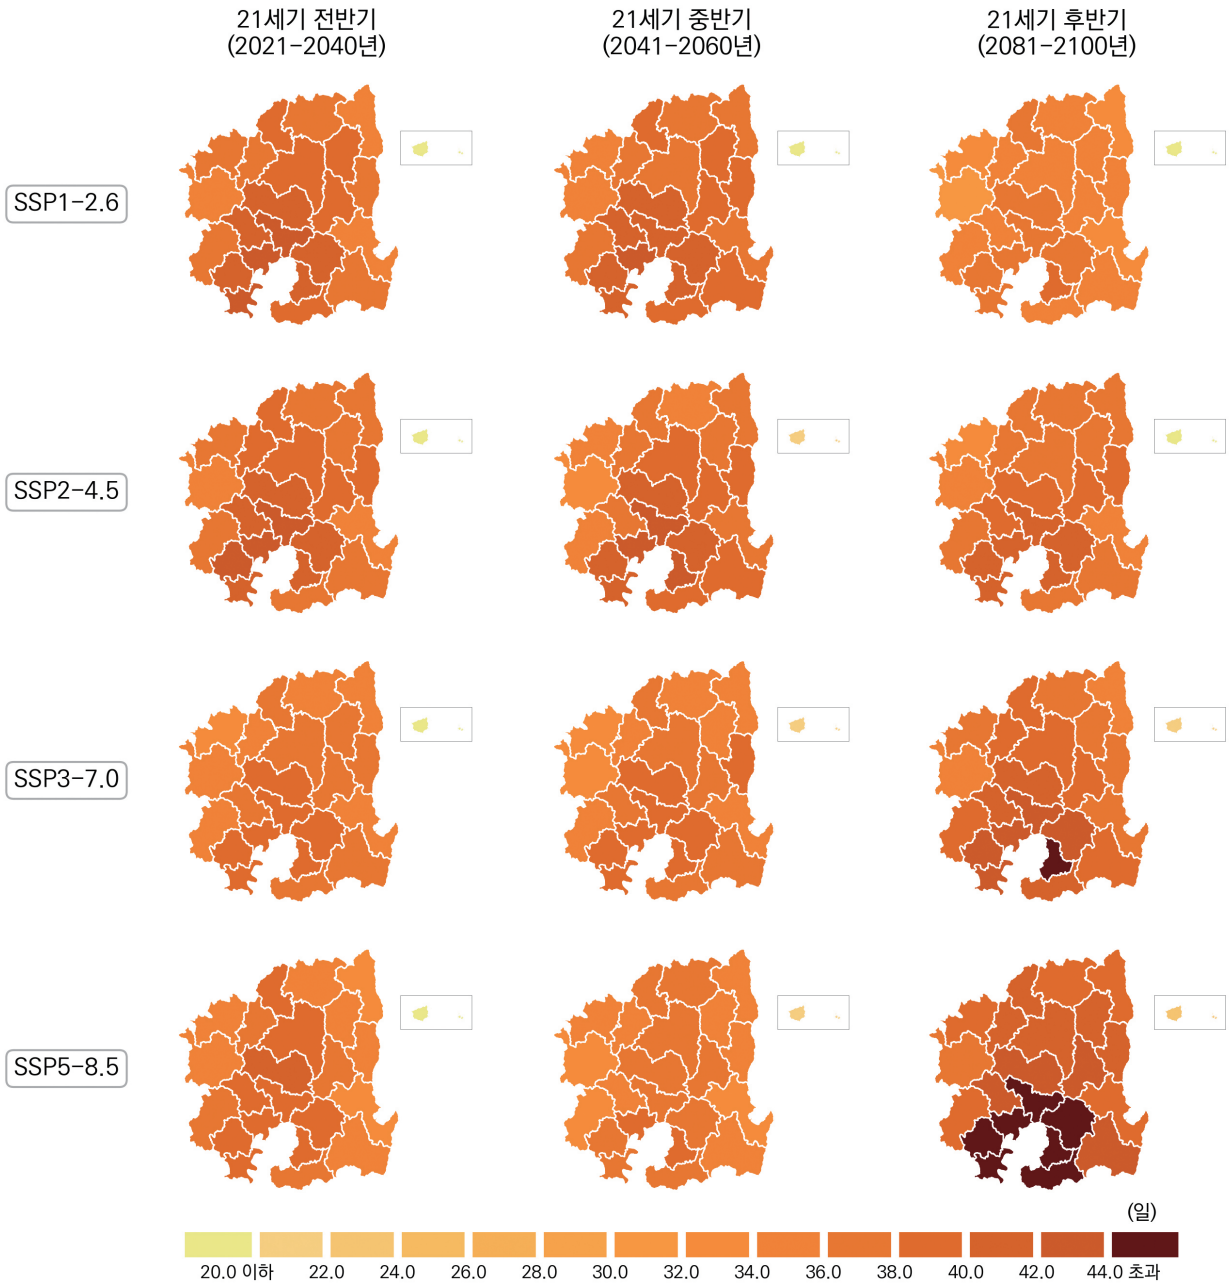 21세기 전반기
(2021-2040년)
21세기 중반기
(2041-2060년)
21세기 후반기
(2081-2100년)
SSP1-2.6
SSP2-4.5
SSP3-7.0
SSP5-8.5
(일)
20.0 이하 22.0 24.0 26.0 28.0 30.0 32.0 34.0 36.0 38.0 40.0 42.0 44.0 초과